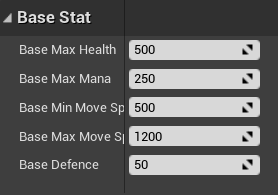 Base Stat
Base Max Health 500
Base Max Mana 250
Base Min Move Sp 500
Base Max Move Sp 1200
Base Defence 50